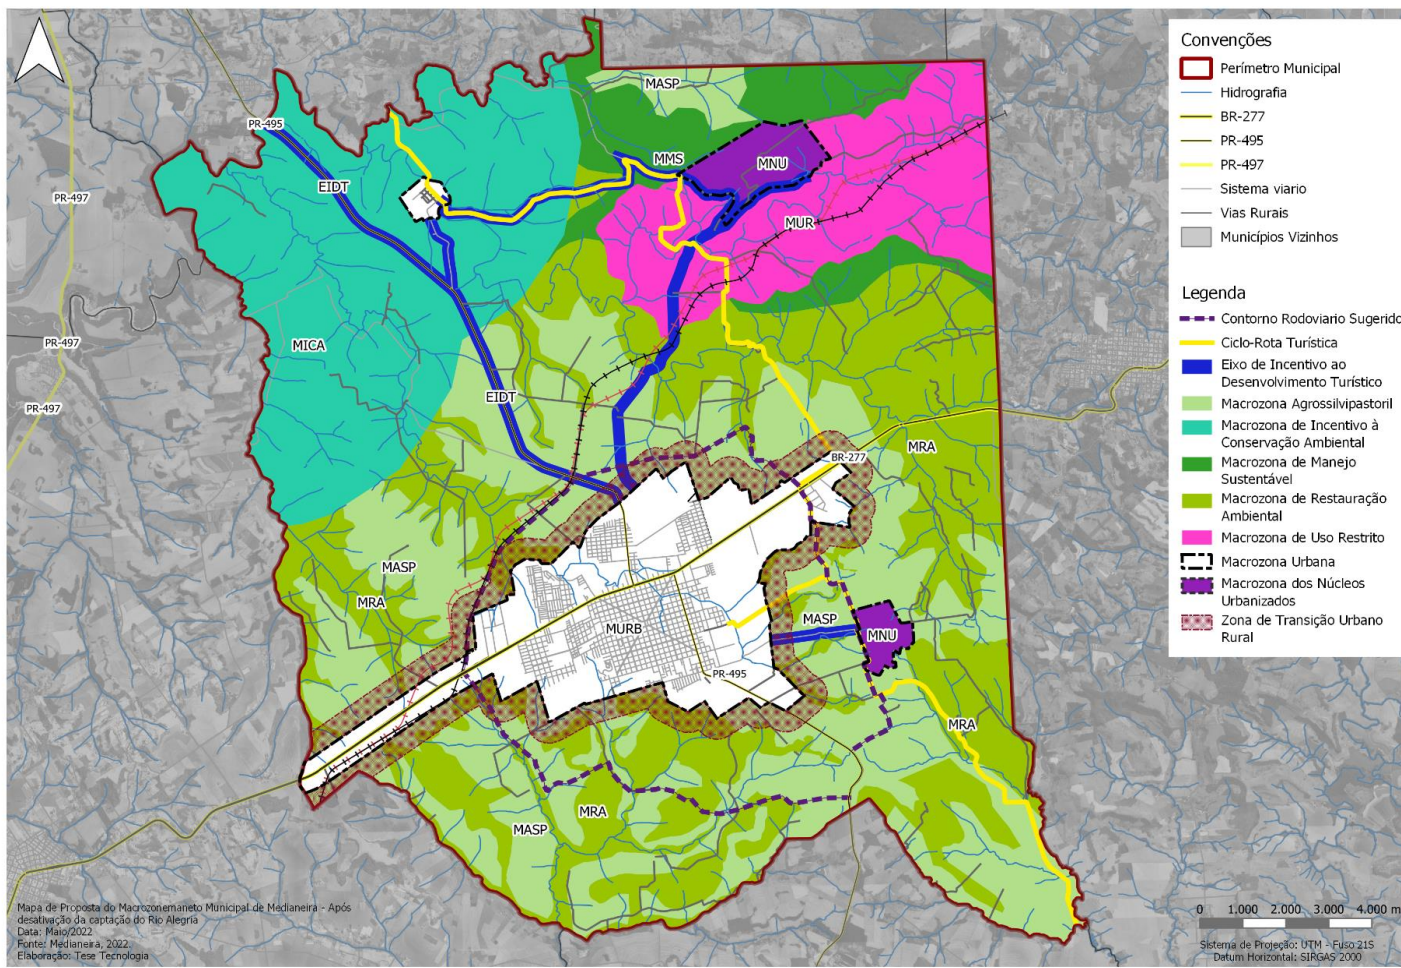 Convenções
Perímetro Municipal
Hidrografia
BR-277
PR-495
PR-497
Sistema viario
Vias Rurais
Municípios Vizinhos
Legenda
Contorno Rodoviario Sugerido
Ciclo-Rota Turística
Eixo de Incentivo ao
Desenvolvimento Turístico
Macrozona Agrossilvipastoril
Macrozona de Incentivo à
Conservação Ambiental
Macrozona de Manejo
Sustentável
Macrozona de Restauração
Ambiental
Macrozona de Uso Restrito
Macrozona Urbana
Macrozona dos Núcleos
Urbanizados
Zona de Transição Urbano
Rural
MASP
PR-495
MMS
MNU
EIDT
PR-497
MUR
PR-497
MICA
EIDT
PR-497
MRA
BR-277
MASP
MRA
MASP
MURB
MNU
PR-495
MRA
MRA
MASP
0 1.000 2.000 3.000 4.000 m
Sistema de Projeção: UTM - Fuso 21S
Datum Horizontal: SIRGAS 2000
Mapa de Proposta do Macrozonemaneto Municipal de Medianeira - Após
desativação da captação do Rio Alegria
Data: Maio/2022
Fonte: Medianeira, 2022.
Elaboração: Tese Tecnologia